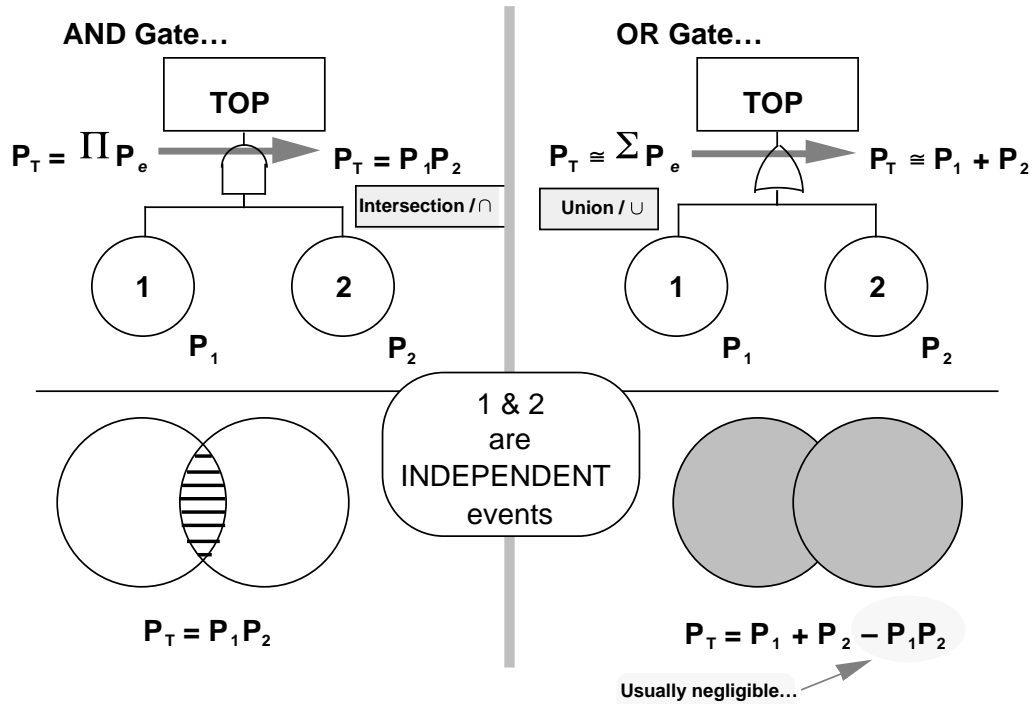 AND Gate…
TOP
P_T = Π P_e
P_T = P_1P_2
Intersection / ∩
1
2
P_1
P_2
OR Gate…
TOP
P_T ≅ Σ P_e
P_T ≅ P_1 + P_2
Union / ∪
1
2
P_1
P_2
1 & 2
are
INDEPENDENT
events
P_T = P_1P_2
P_T = P_1 + P_2 – P_1P_2
Usually negligible…